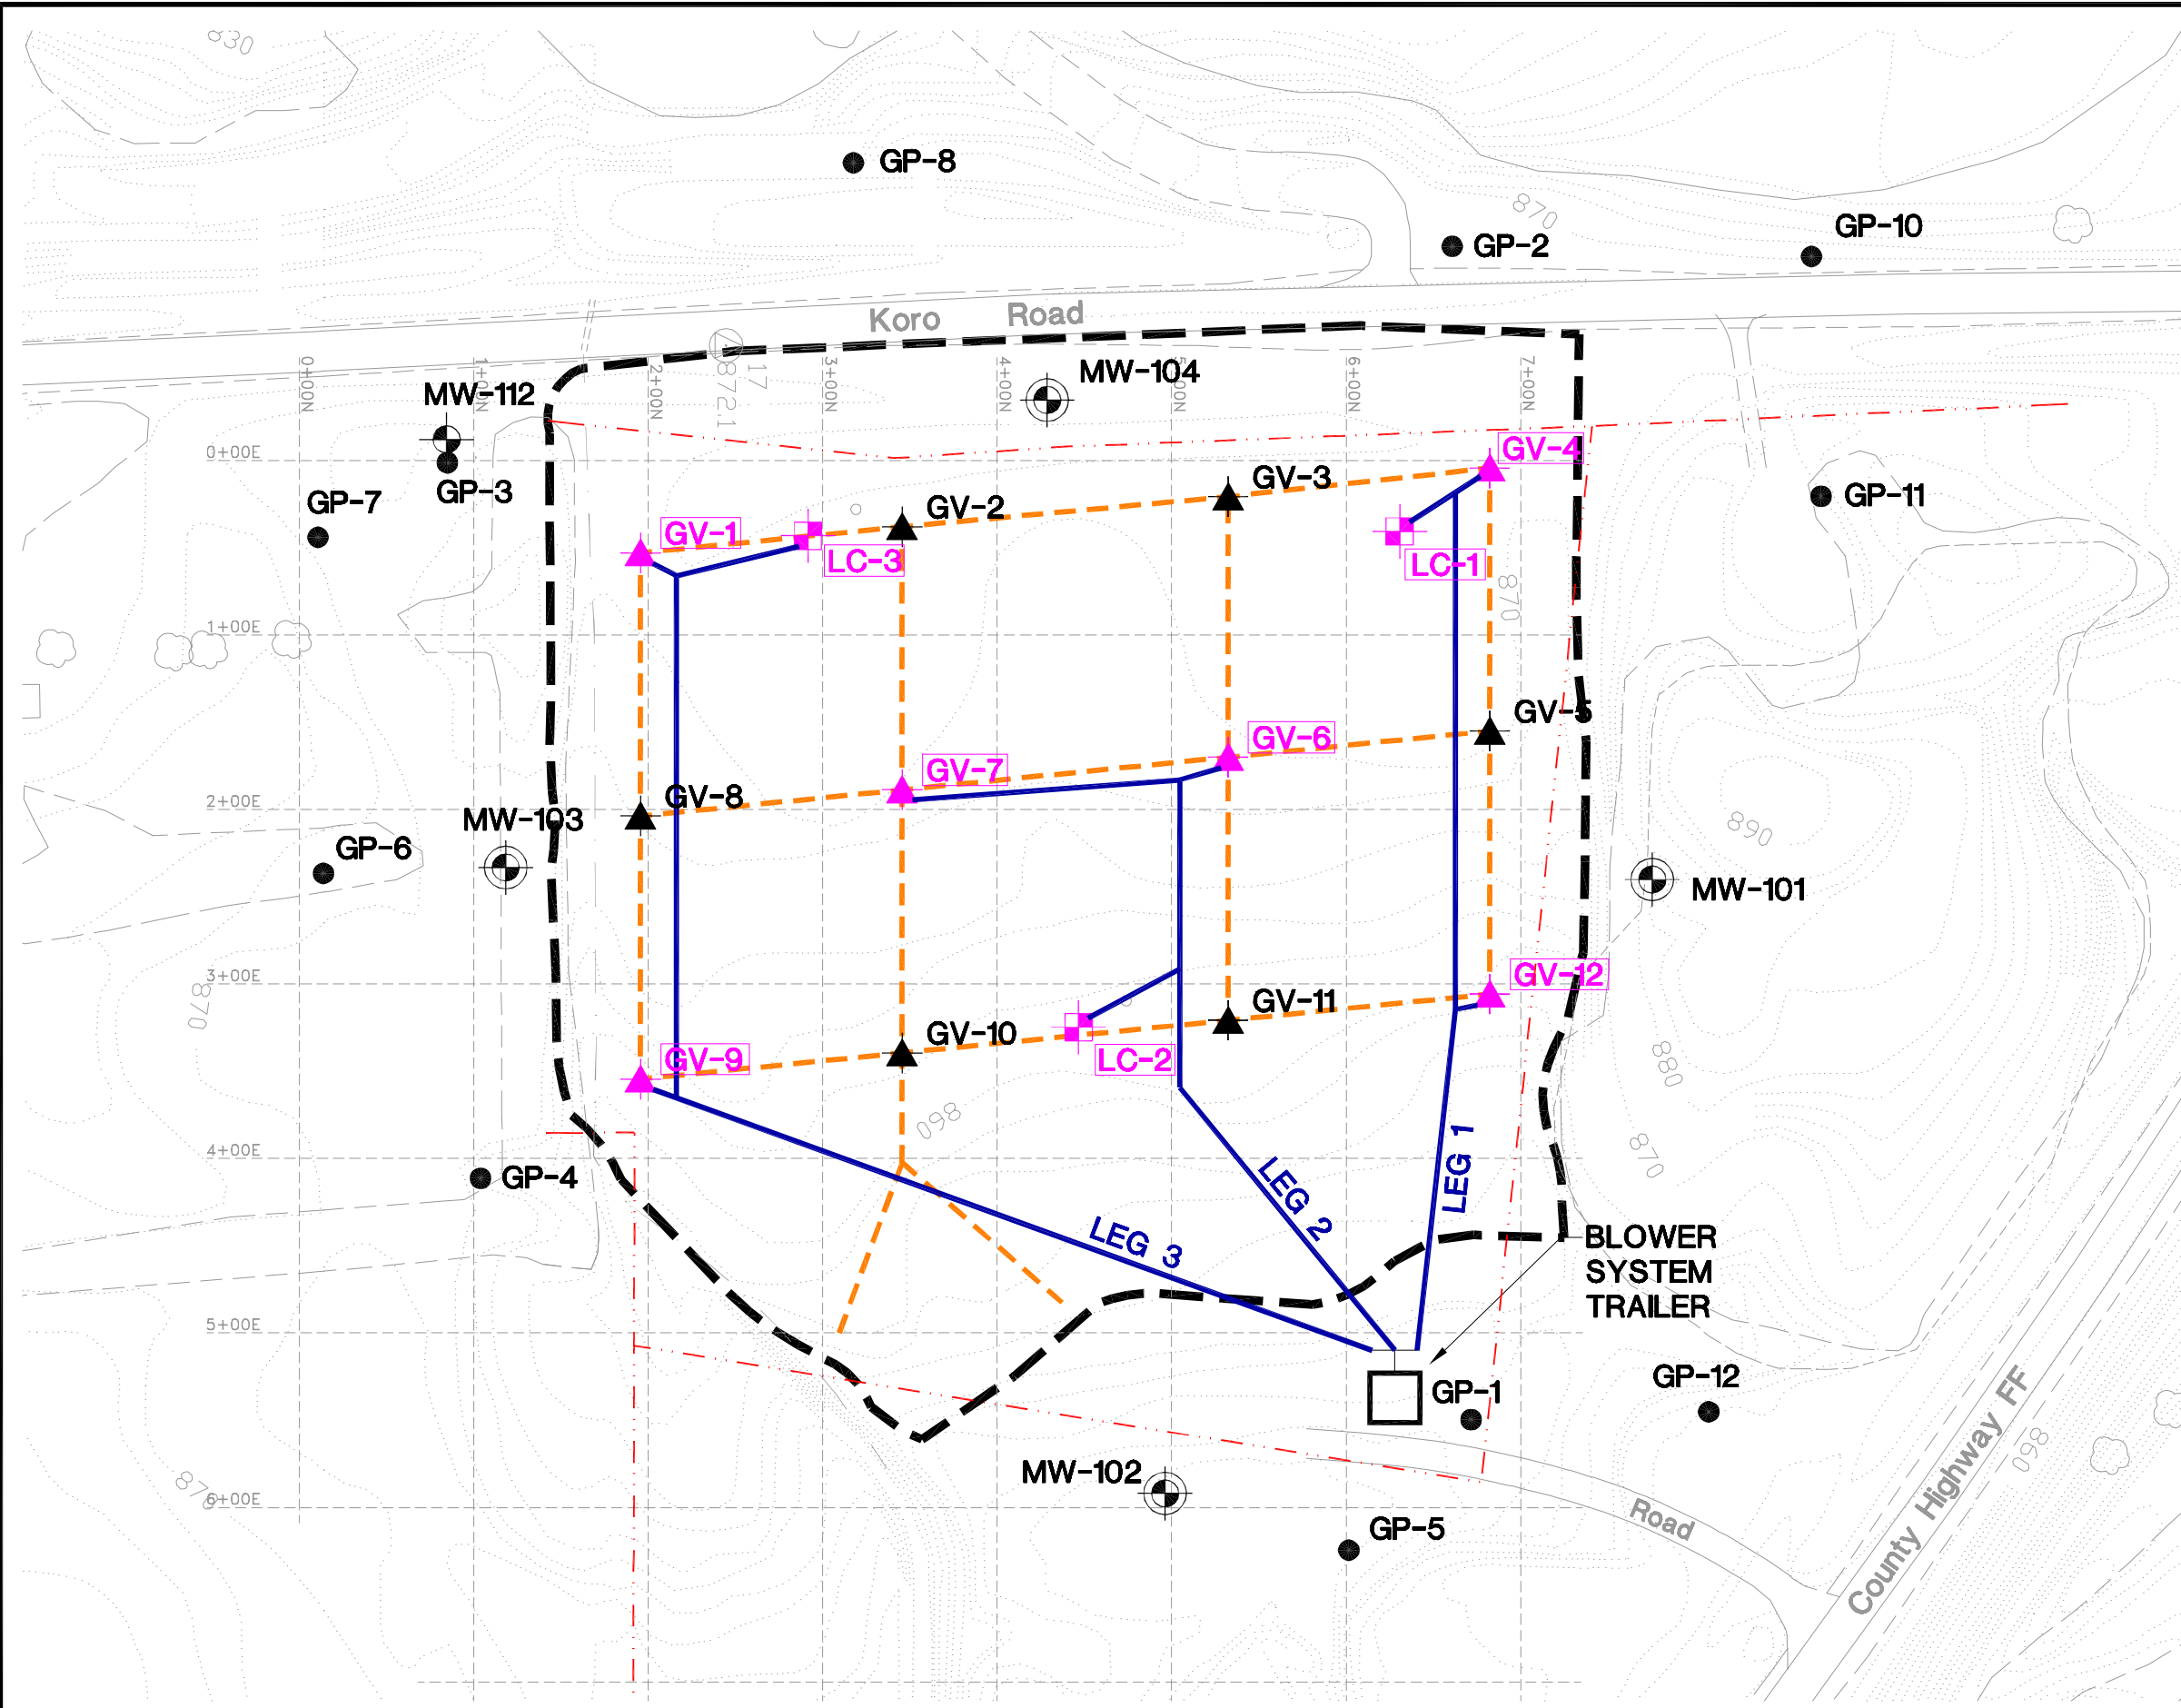 830
GP-8
870
GP-2
GP-10
Koro Road
0+00N
1+00N
2+00N
3+00N
4+00N
5+00N
6+00N
7+00N
17
872.1
MW-112
MW-104
0+00E
GP-3
GP-7
GV-1
LC-3
GV-2
GV-3
GV-4
LC-1
GP-11
870
1+00E
GV-5
GV-6
GV-7
GV-8
2+00E
MW-103
GP-6
890
MW-101
3+00E
870
GV-12
GV-11
GV-10
LC-2
GV-9
880
860
870
4+00E
GP-4
LEG 1
LEG 2
LEG 3
BLOWER
SYSTEM
TRAILER
5+00E
GP-1
GP-12
MW-102
6+00E
GP-5
Road
County Highway FF
860